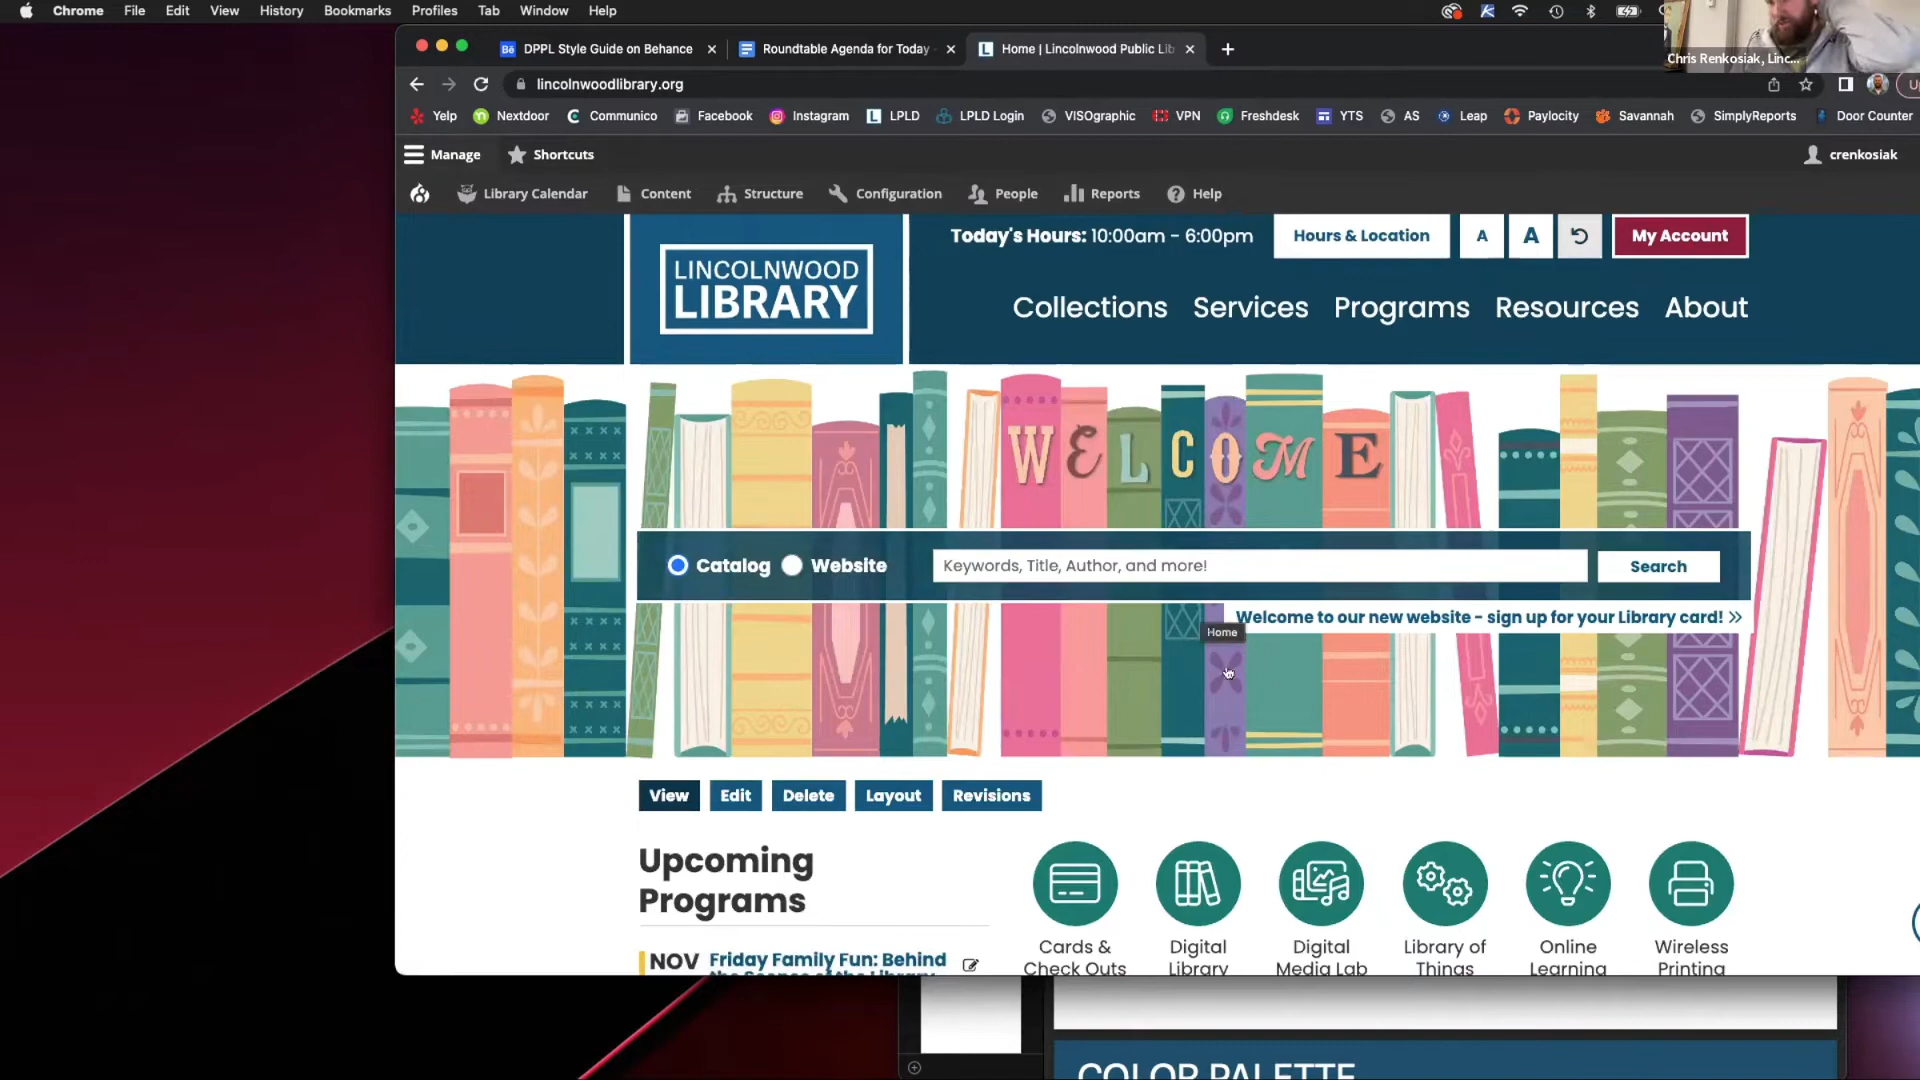 Chrome File Edit View History Bookmarks Profiles Tab Window Help
Chris Renkosiak, Linc...
Bē DPPL Style Guide on Behance
Roundtable Agenda for Today
L Home | Lincolnwood Public Lib
lincolnwoodlibrary.org
Yelp Nextdoor Communico Facebook Instagram LPLD LPLD Login VISOgraphic VPN Freshdesk YTS AS Leap Paylocity Savannah SimplyReports Door Counter
Manage Shortcuts crenkosiak
Library Calendar Content Structure Configuration People Reports Help
LINCOLNWOOD
LIBRARY
Today's Hours: 10:00am - 6:00pm Hours & Location A A My Account
Collections Services Programs Resources About
WELCOME
Catalog Website Keywords, Title, Author, and more! Search
Welcome to our new website - sign up for your Library card! »
Home
View Edit Delete Layout Revisions
Upcoming
Programs
NOV Friday Family Fun: Behind
the Scenes of the Library
Cards &
Check Outs
Digital
Library
Digital
Media Lab
Library of
Things
Online
Learning
Wireless
Printing
COLOR PALETTE